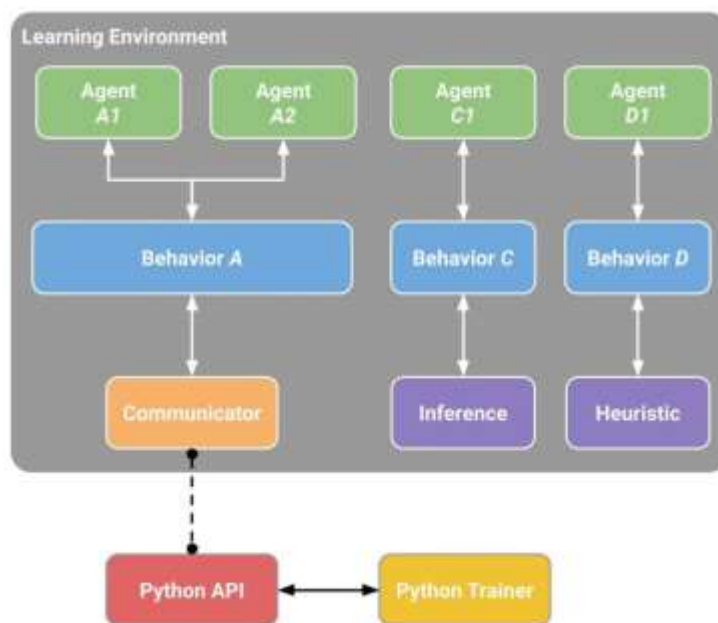 Learning Environment
Agent
A1
Agent
A2
Agent
C1
Agent
D1
Behavior A
Behavior C
Behavior D
Communicator
Inference
Heuristic
Python API
Python Trainer